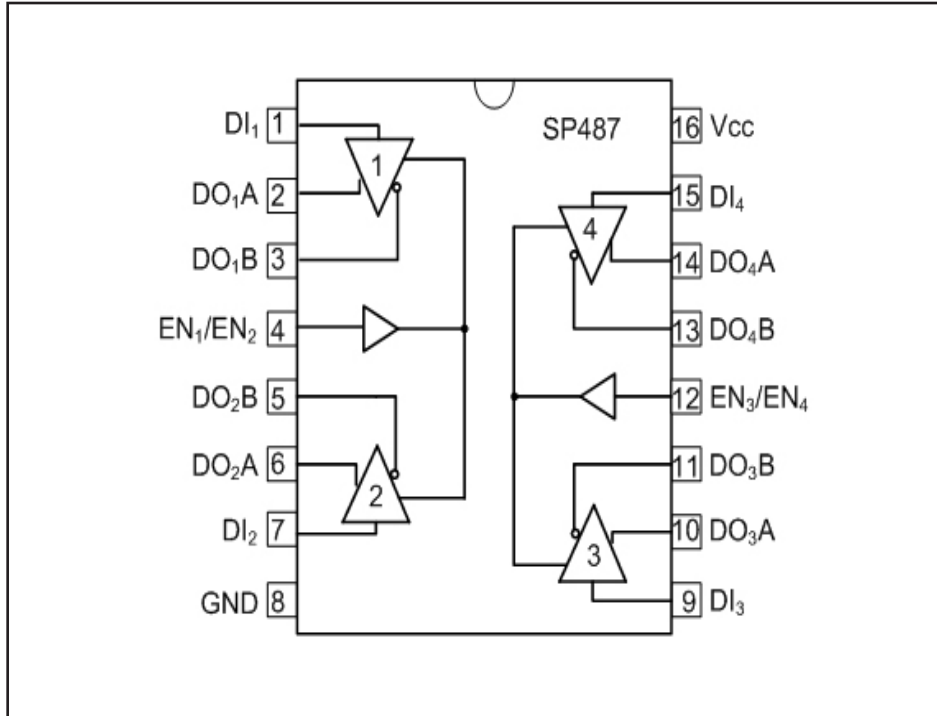 SP487
DI₁ 1
DO₁A 2
DO₁B 3
EN₁/EN₂ 4
DO₂B 5
DO₂A 6
DI₂ 7
GND 8
16 Vcc
15 DI₄
14 DO₄A
13 DO₄B
12 EN₃/EN₄
11 DO₃B
10 DO₃A
9 DI₃
1
2
4
3